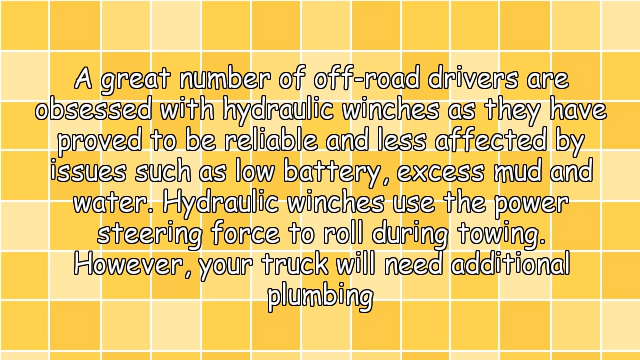 A great number of off-road drivers are
obsessed with hydraulic winches as they have
proved to be reliable and less affected by
issues such as low battery, excess mud and
water. Hydraulic winches use the power
steering force to roll during towing.
However, your truck will need additional
plumbing